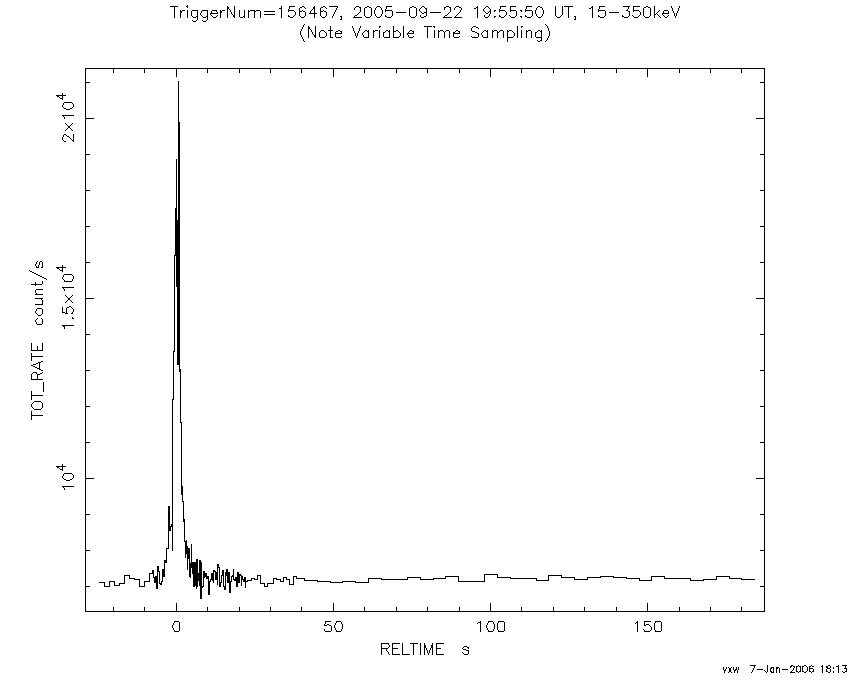 TriggerNum=156467, 2005-09-22 19:55:50 UT, 15-350keV
(Note Variable Time Sampling)
TOT_RATE count/s
2×10⁴
1.5×10⁴
10⁴
0 50 100 150
RELTIME s
vxw 7-Jan-2006 18:13